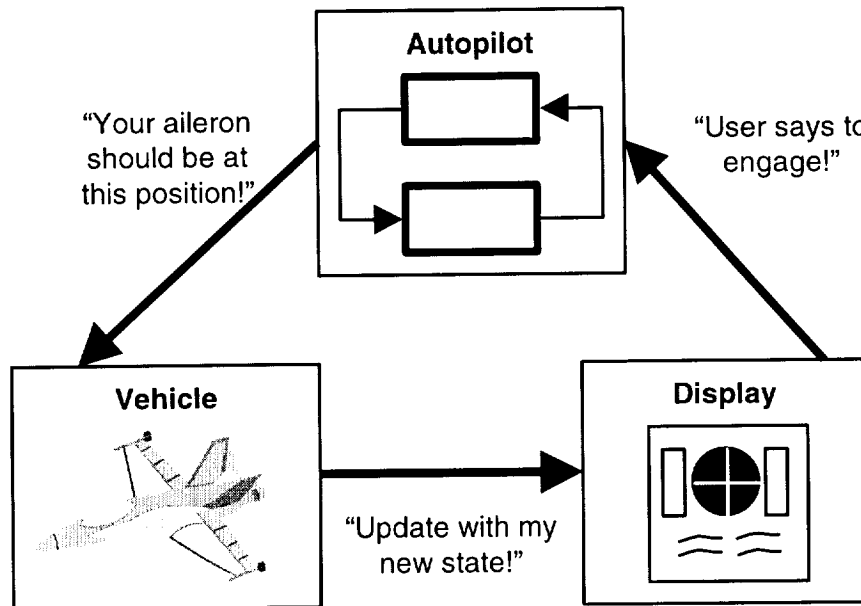 Autopilot
“Your aileron
should be at
this position!”
“User says to
engage!”
Vehicle
Display
“Update with my
new state!”